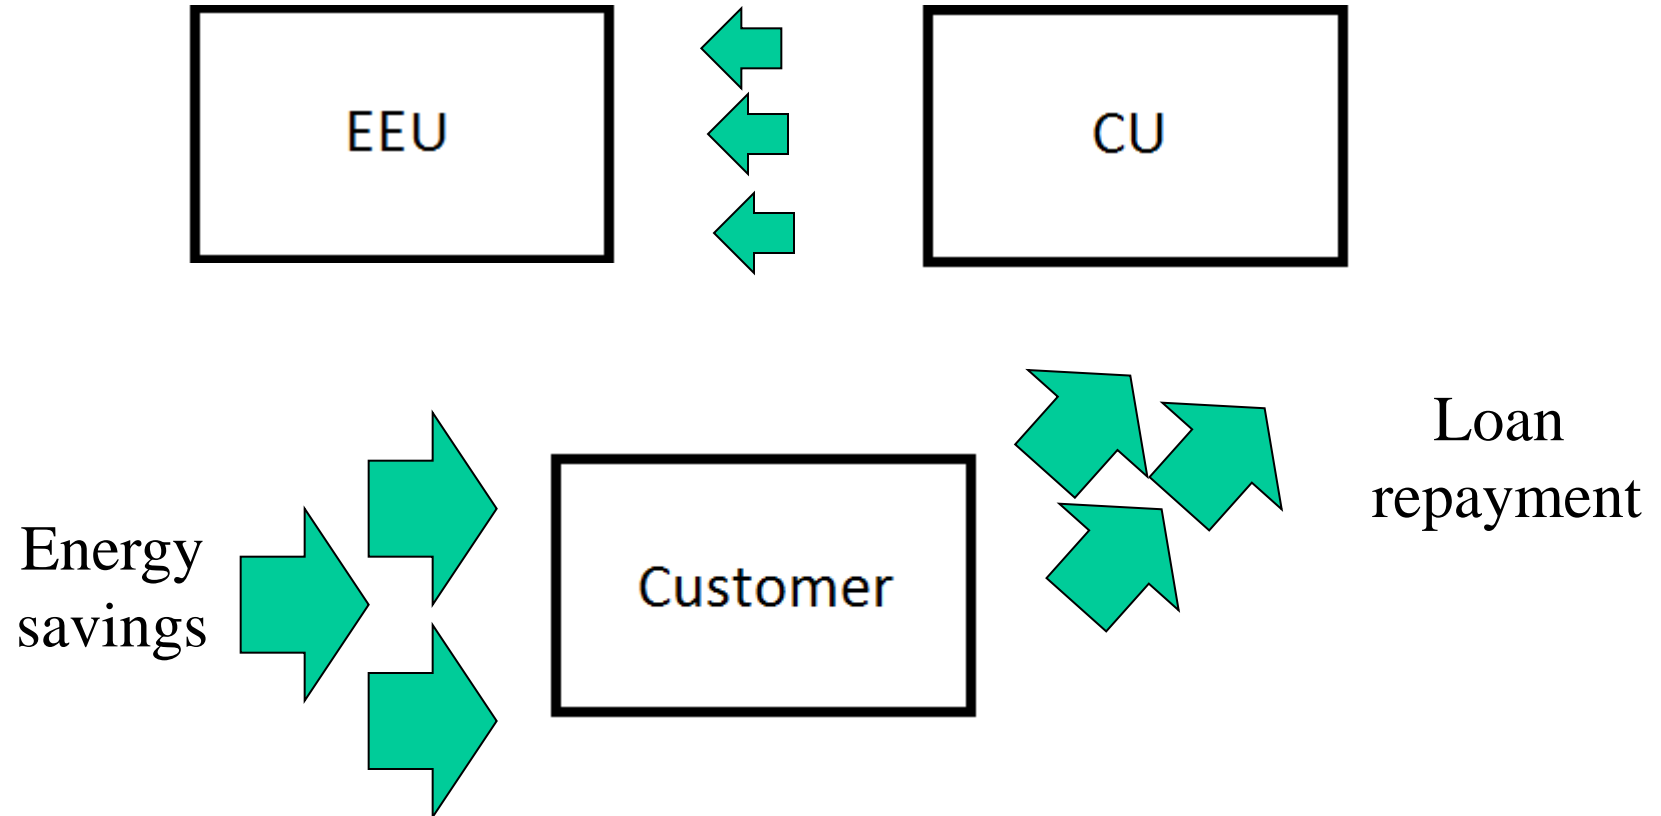 EEU
CU
Loan
repayment
Energy
savings
Customer